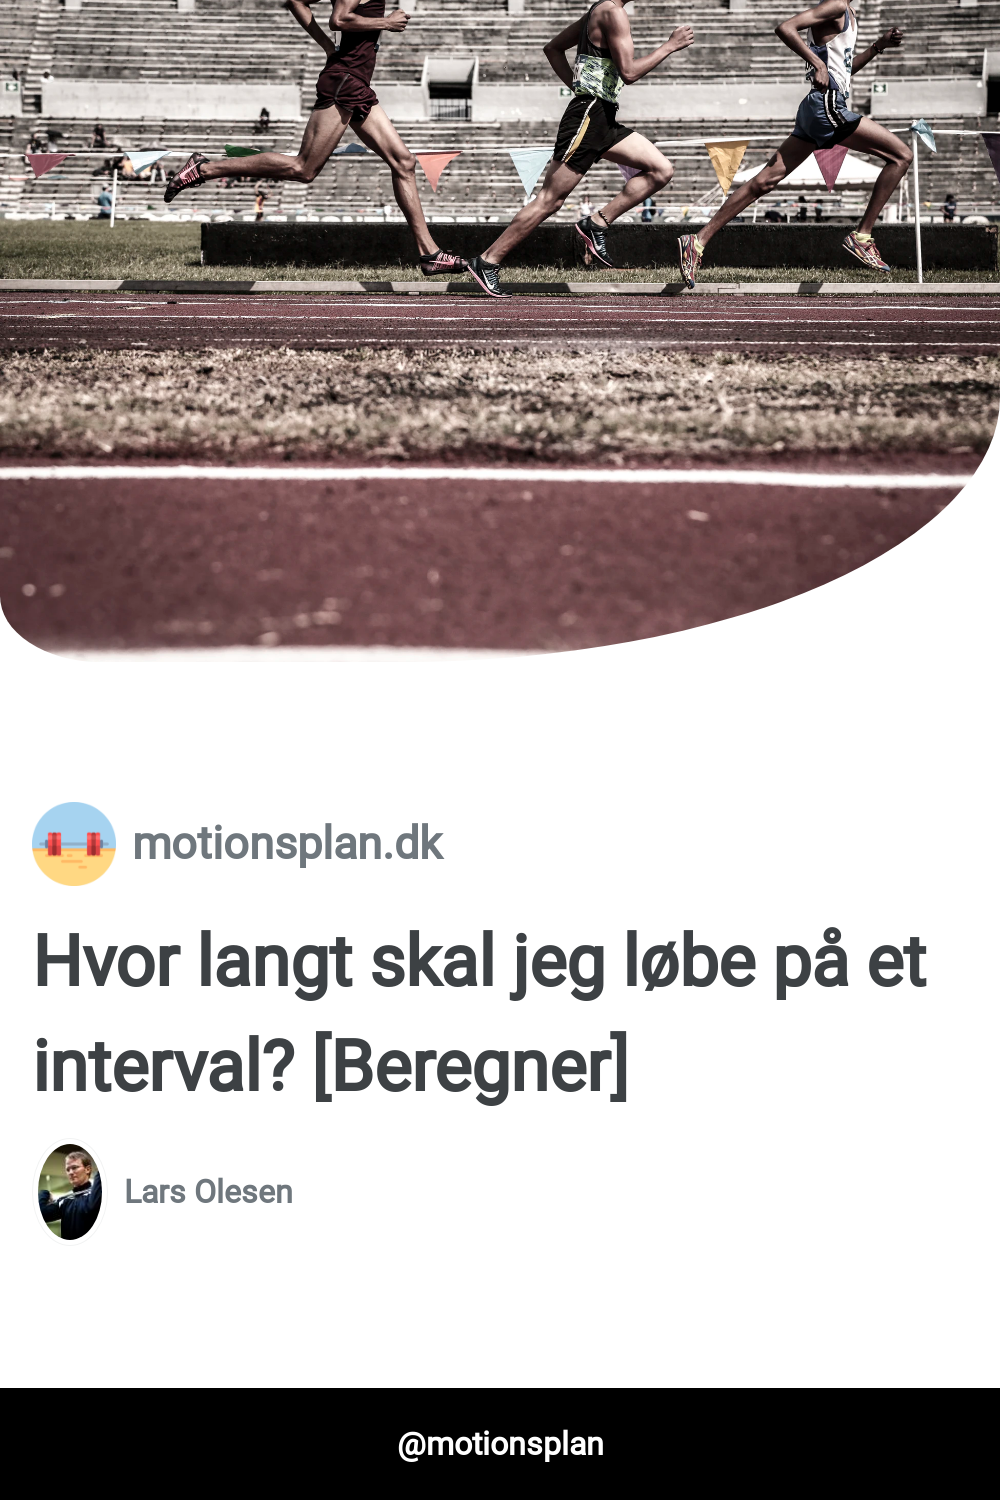 motionsplan.dk
Hvor langt skal jeg løbe på et
interval? [Beregner]
Lars Olesen
@motionsplan